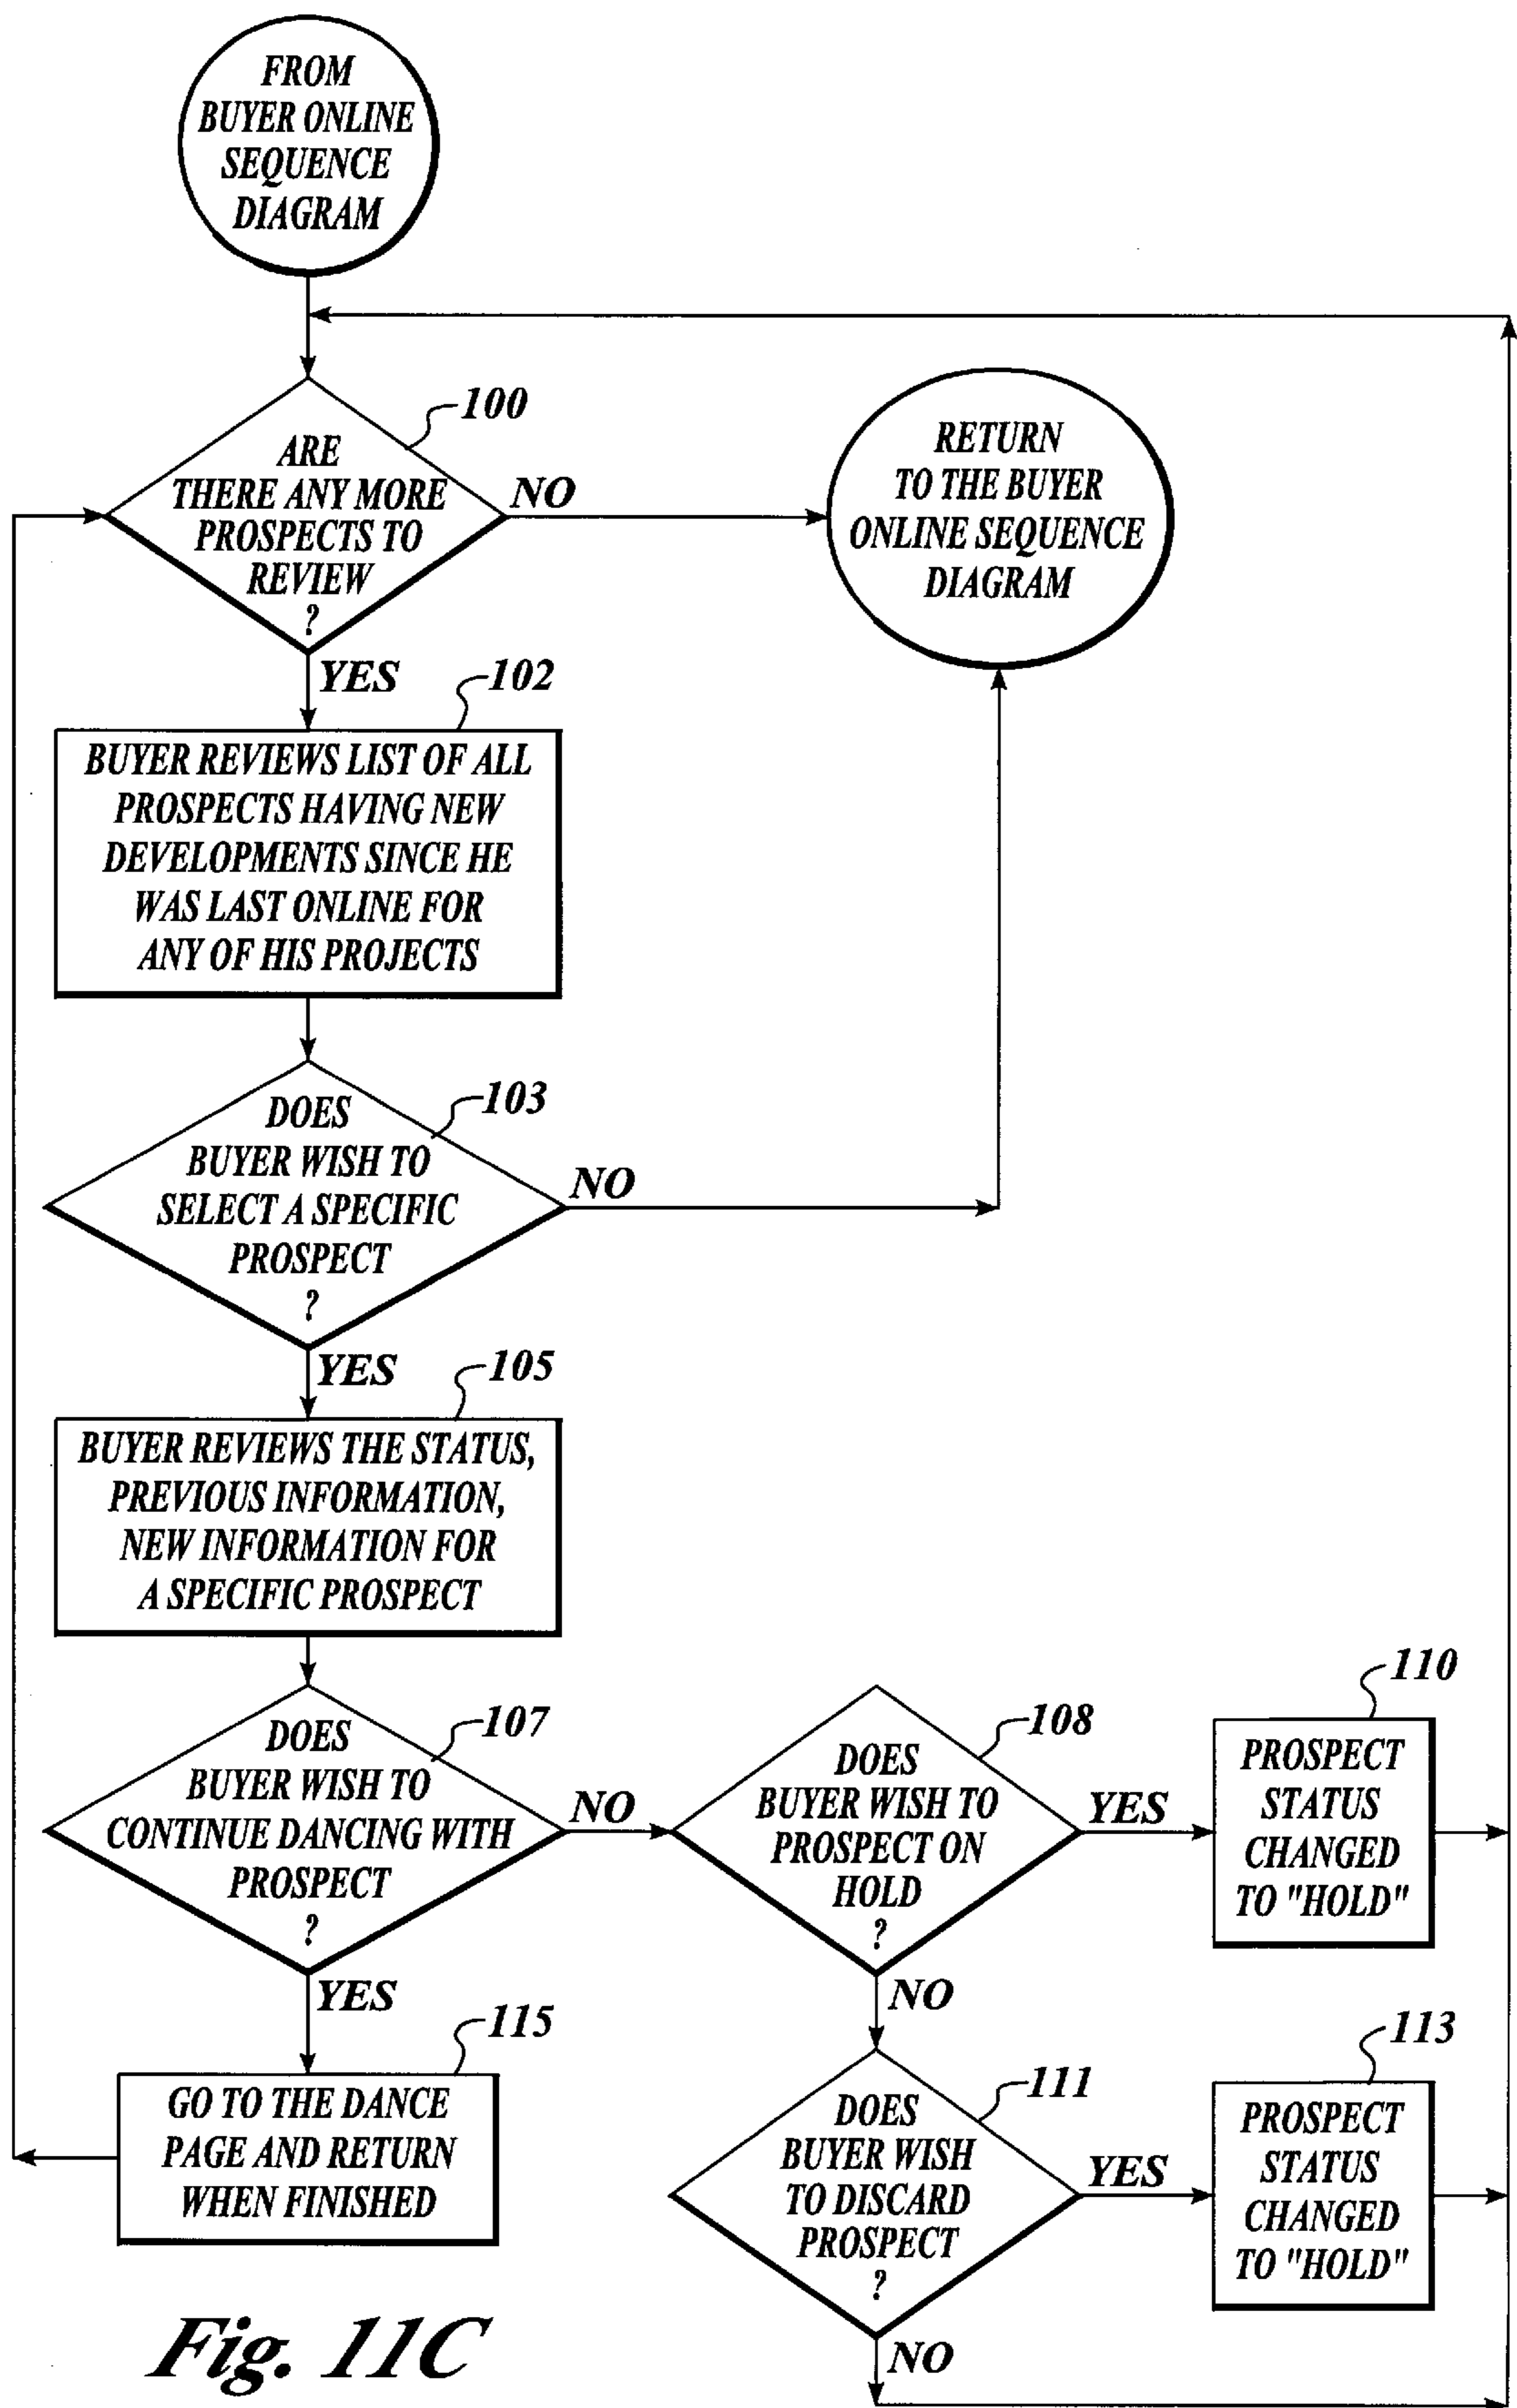 FROM
BUYER ONLINE
SEQUENCE
DIAGRAM
100
ARE
THERE ANY MORE
PROSPECTS TO
REVIEW
?
NO
RETURN
TO THE BUYER
ONLINE SEQUENCE
DIAGRAM
YES
102
BUYER REVIEWS LIST OF ALL
PROSPECTS HAVING NEW
DEVELOPMENTS SINCE HE
WAS LAST ONLINE FOR
ANY OF HIS PROJECTS
103
DOES
BUYER WISH TO
SELECT A SPECIFIC
PROSPECT
?
NO
YES
105
BUYER REVIEWS THE STATUS,
PREVIOUS INFORMATION,
NEW INFORMATION FOR
A SPECIFIC PROSPECT
107
DOES
BUYER WISH TO
CONTINUE DANCING WITH
PROSPECT
?
NO
108
DOES
BUYER WISH TO
PROSPECT ON
HOLD
?
YES
110
PROSPECT
STATUS
CHANGED
TO "HOLD"
YES
115
GO TO THE DANCE
PAGE AND RETURN
WHEN FINISHED
NO
111
DOES
BUYER WISH
TO DISCARD
PROSPECT
?
YES
113
PROSPECT
STATUS
CHANGED
TO "HOLD"
NO
Fig. 11C